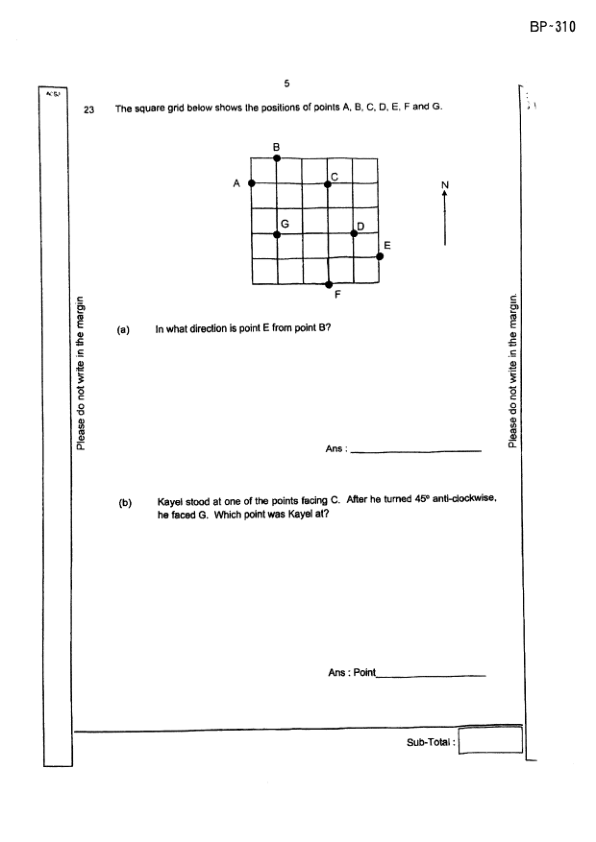 BP-310
5
23 The square grid below shows the positions of points A, B, C, D, E, F and G.
B
A
C
N
G
D
E
F
Please do not write in the margin
Please do not write in the margin.
(a) In what direction is point E from point B?
Ans : 
(b) Kayel stood at one of the points facing C. After he turned 45° anti-clockwise,
he faced G. Which point was Kayel at?
Ans : Point
Sub-Total :